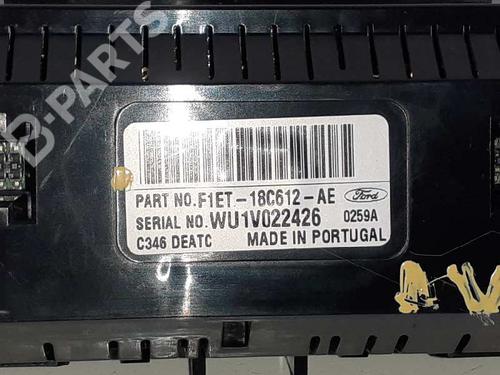 B-PARTS
PART NO. F1ET-18C612-AE Ford
SERIAL NO. WU1V022426 0259A
C346 DEATC MADE IN PORTUGAL